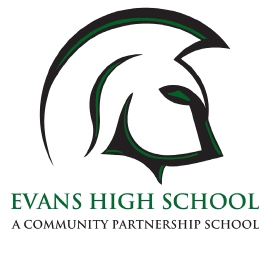 EVANS HIGH SCHOOL
A COMMUNITY PARTNERSHIP SCHOOL